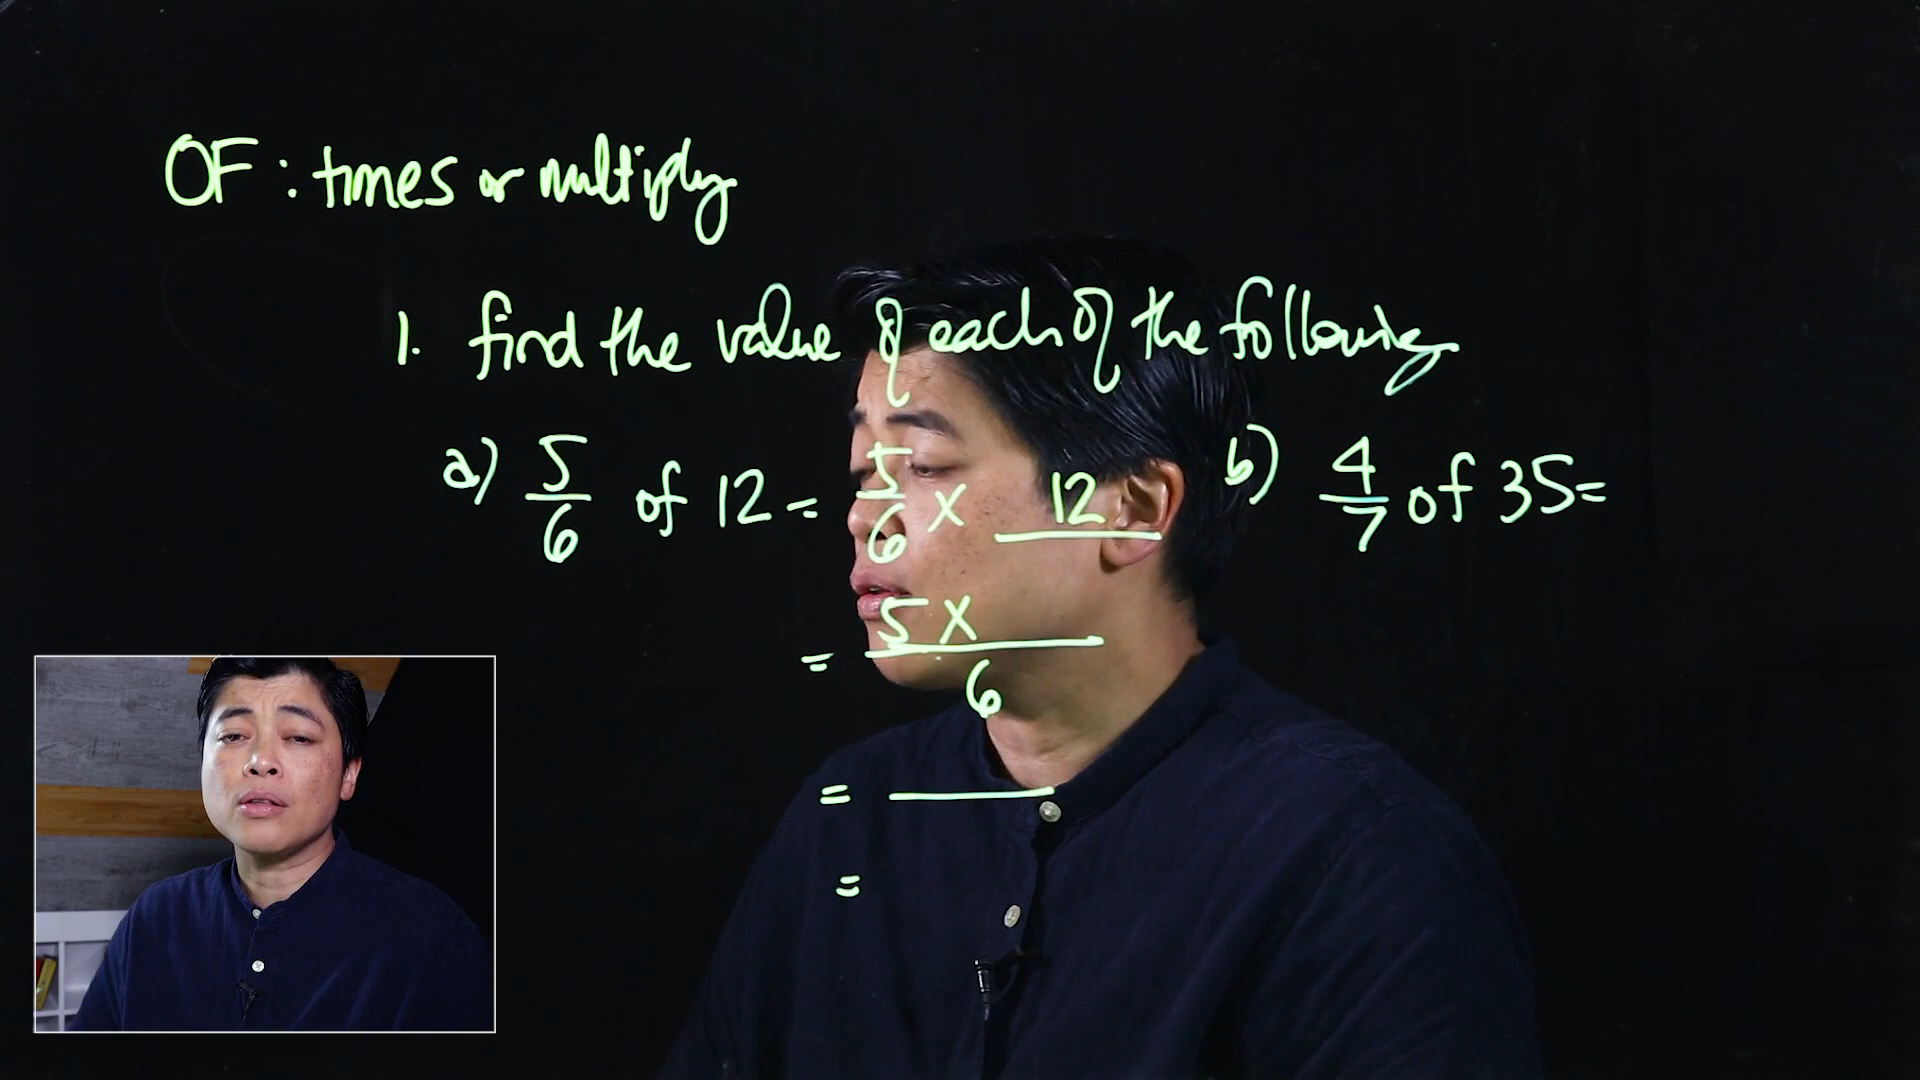 OF : times or multiply
1. find the value of each of the following
a) 5/6 of 12 = 5/6 x 12 b) 4/7 of 35 =
= 5 x / 6
=
=